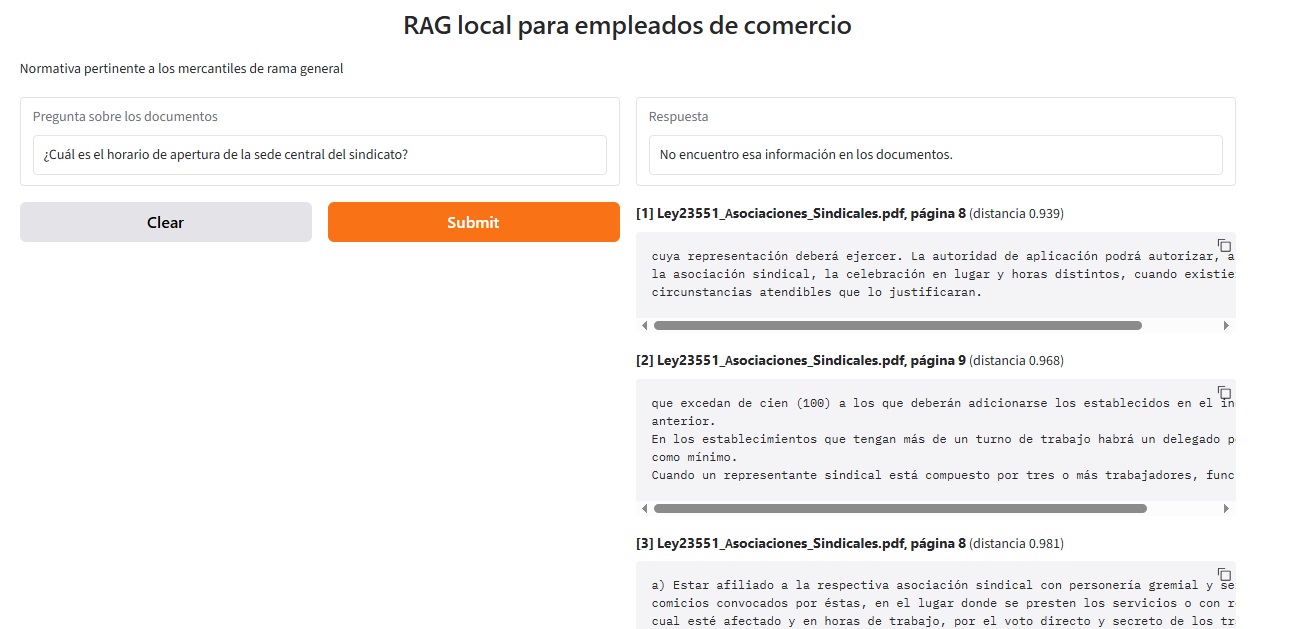 RAG local para empleados de comercio
Normativa pertinente a los mercantiles de rama general
Pregunta sobre los documentos
¿Cuál es el horario de apertura de la sede central del sindicato?
Clear
Submit
Respuesta
No encuentro esa información en los documentos.
[1] Ley23551_Asociaciones_Sindicales.pdf, página 8 (distancia 0.939)
cuya representación deberá ejercer. La autoridad de aplicación podrá autorizar, a
la asociación sindical, la celebración en lugar y horas distintos, cuando existie
circunstancias atendibles que lo justificaran.
[2] Ley23551_Asociaciones_Sindicales.pdf, página 9 (distancia 0.968)
que excedan de cien (100) a los que deberán adicionarse los establecidos en el in
anterior.
En los establecimientos que tengan más de un turno de trabajo habrá un delegado p
como mínimo.
Cuando un representante sindical está compuesto por tres o más trabajadores, func
[3] Ley23551_Asociaciones_Sindicales.pdf, página 8 (distancia 0.981)
a) Estar afiliado a la respectiva asociación sindical con personería gremial y se
comicios convocados por éstas, en el lugar donde se presten los servicios o con r
cual esté afectado y en horas de trabajo, por el voto directo y secreto de los tr